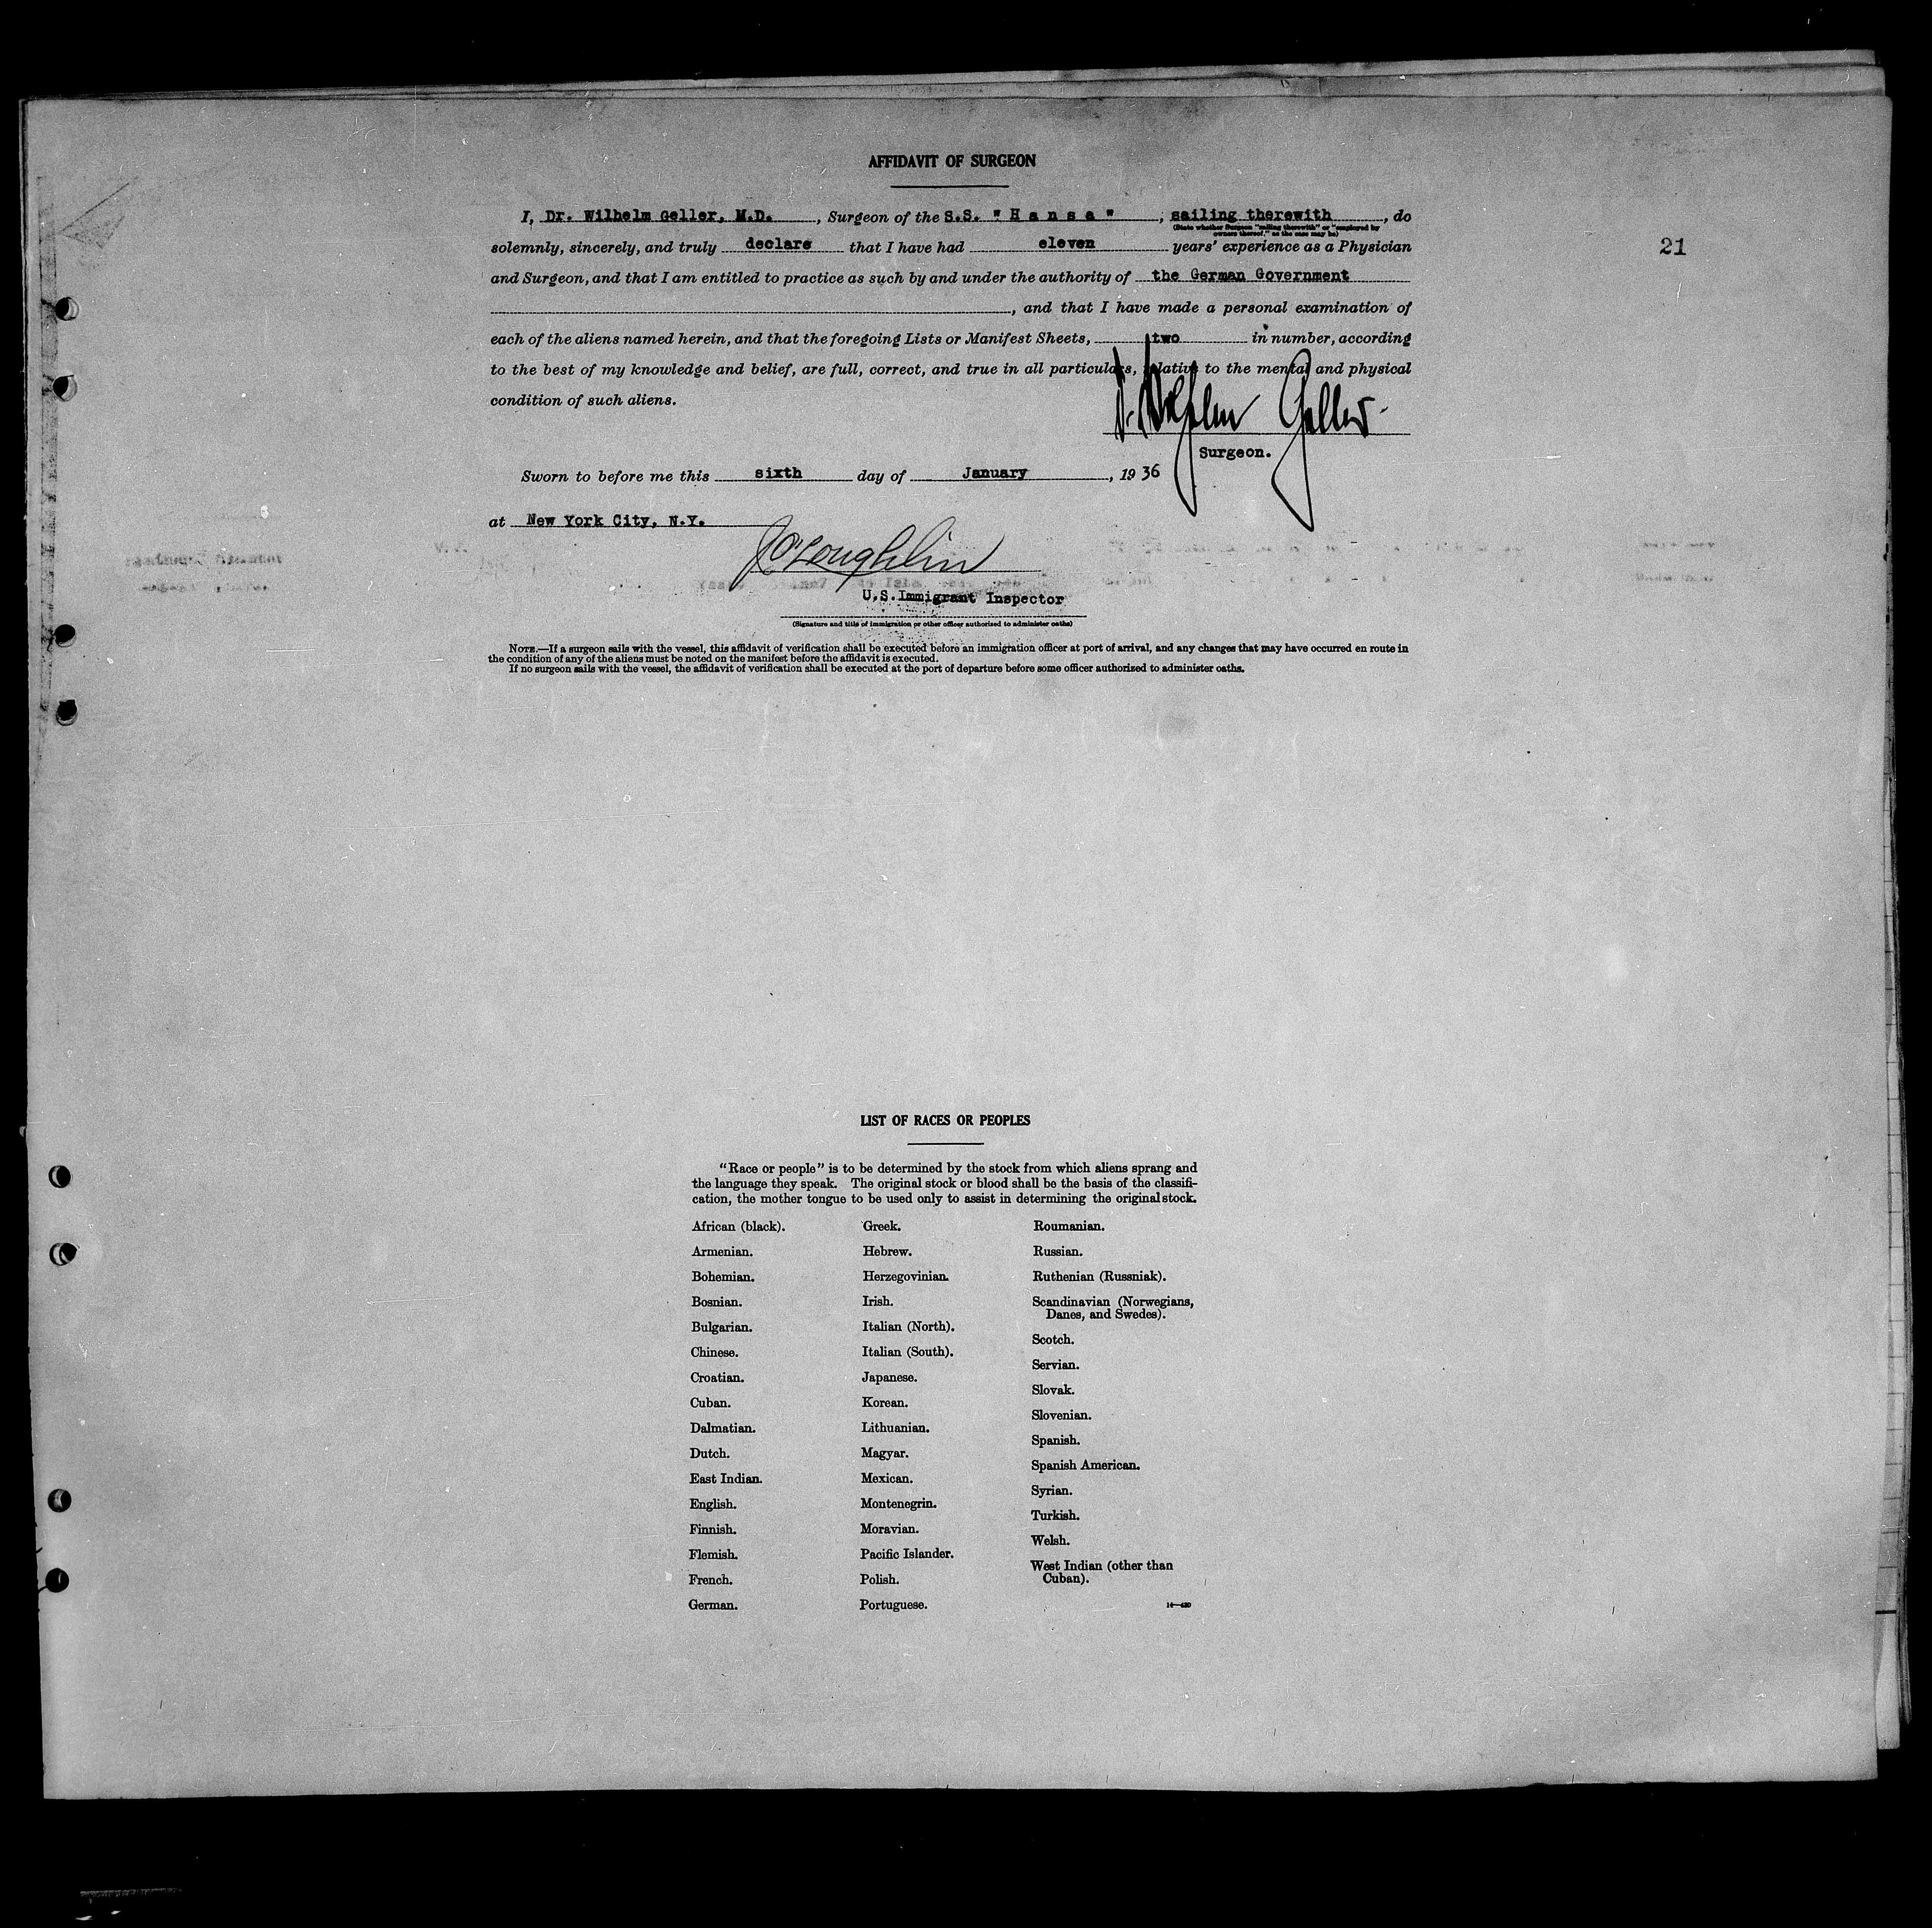 AFFIDAVIT OF SURGEON
I, Dr. Wilhelm Geller, M.D. , Surgeon of the S.S. "H a n s a" , sailing therewith , do
(State whether Surgeon "sailing therewith" or "employed by
owners thereof," as the case may be)
solemnly, sincerely, and truly declare that I have had eleven years' experience as a Physician
21
and Surgeon, and that I am entitled to practice as such by and under the authority of the German Government
, and that I have made a personal examination of
each of the aliens named herein, and that the foregoing Lists or Manifest Sheets, two in number, according
to the best of my knowledge and belief, are full, correct, and true in all particulars, relative to the mental and physical
condition of such aliens.
Dr. Wilhelm Geller
Surgeon.
Sworn to before me this sixth day of January , 19 36
at New York City, N.Y.
J O'Loughlin
U.S. Immigrant Inspector
(Signature and title of immigration or other officer authorized to administer oaths)
NOTE.—If a surgeon sails with the vessel, this affidavit of verification shall be executed before an immigration officer at port of arrival, and any changes that may have occurred en route in
the condition of any of the aliens must be noted on the manifest before the affidavit is executed.
If no surgeon sails with the vessel, the affidavit of verification shall be executed at the port of departure before some officer authorized to administer oaths.
LIST OF RACES OR PEOPLES
"Race or people" is to be determined by the stock from which aliens sprang and
the language they speak. The original stock or blood shall be the basis of the classifi-
cation, the mother tongue to be used only to assist in determining the original stock.
African (black).
Armenian.
Bohemian.
Bosnian.
Bulgarian.
Chinese.
Croatian.
Cuban.
Dalmatian.
Dutch.
East Indian.
English.
Finnish.
Flemish.
French.
German.
Greek.
Hebrew.
Herzegovinian.
Irish.
Italian (North).
Italian (South).
Japanese.
Korean.
Lithuanian.
Magyar.
Mexican.
Montenegrin.
Moravian.
Pacific Islander.
Polish.
Portuguese.
Roumanian.
Russian.
Ruthenian (Russniak).
Scandinavian (Norwegians,
Danes, and Swedes).
Scotch.
Servian.
Slovak.
Slovenian.
Spanish.
Spanish American.
Syrian.
Turkish.
Welsh.
West Indian (other than
Cuban).